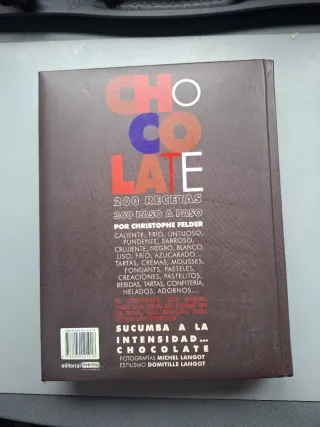 CHO
CO
LATE
200 RECETAS
360 PASO A PASO
POR CHRISTOPHE FELDER
CALIENTE, FRÍO, UNTUOSO,
FUNDENTE, SABROSO,
CRUJIENTE, NEGRO, BLANCO,
LISO, FRÍO, AZUCARADO...
TARTAS, CREMAS, MOUSSES,
FONDANTS, PASTELES,
CREACIONES, PASTELITOS,
BEBIDAS, TARTAS, CONFITERÍA,
HELADOS, ADORNOS...
SUCUMBA A LA
INTENSIDAD...
CHOCOLATE
FOTOGRAFÍAS MICHEL LANGOT
ESTILISMO DOMITILLE LANGOT
editorial